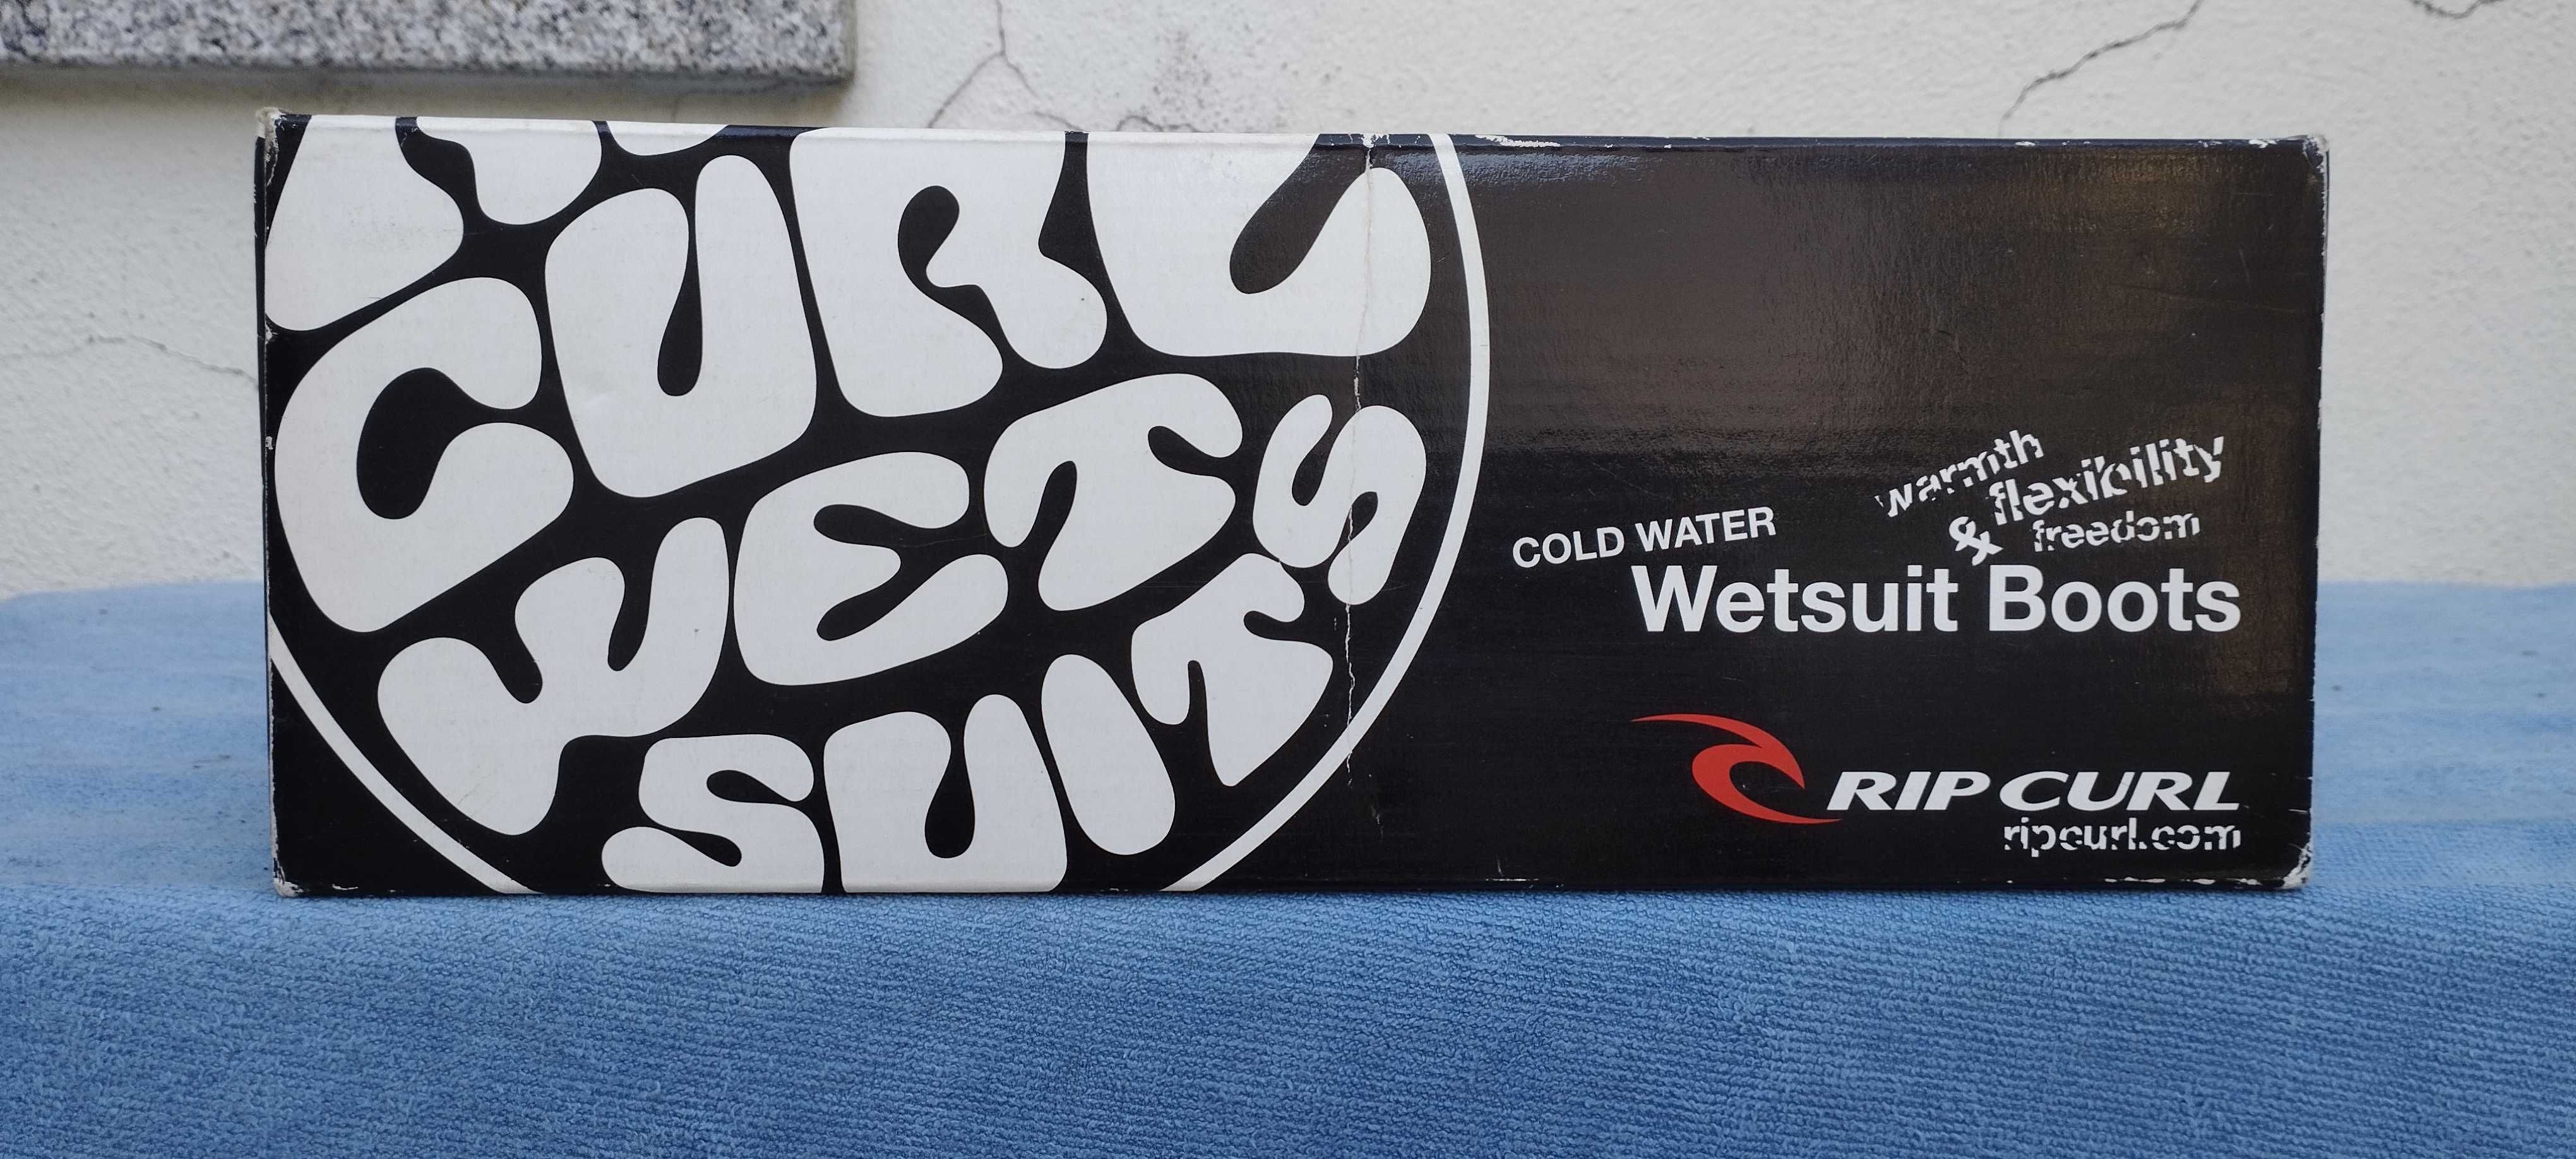 CURL
WETS
SUITS
COLD WATER
warmth
flexibility
& freedom
Wetsuit Boots
RIP CURL
ripcurl.com